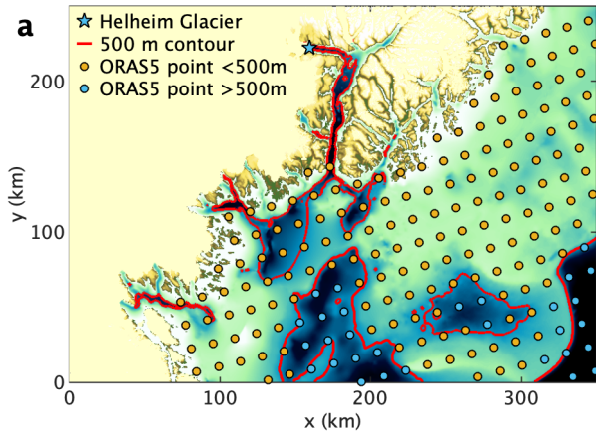 a
Helheim Glacier
500 m contour
ORAS5 point <500m
ORAS5 point >500m
200
100
0
y (km)
0
100
200
300
x (km)